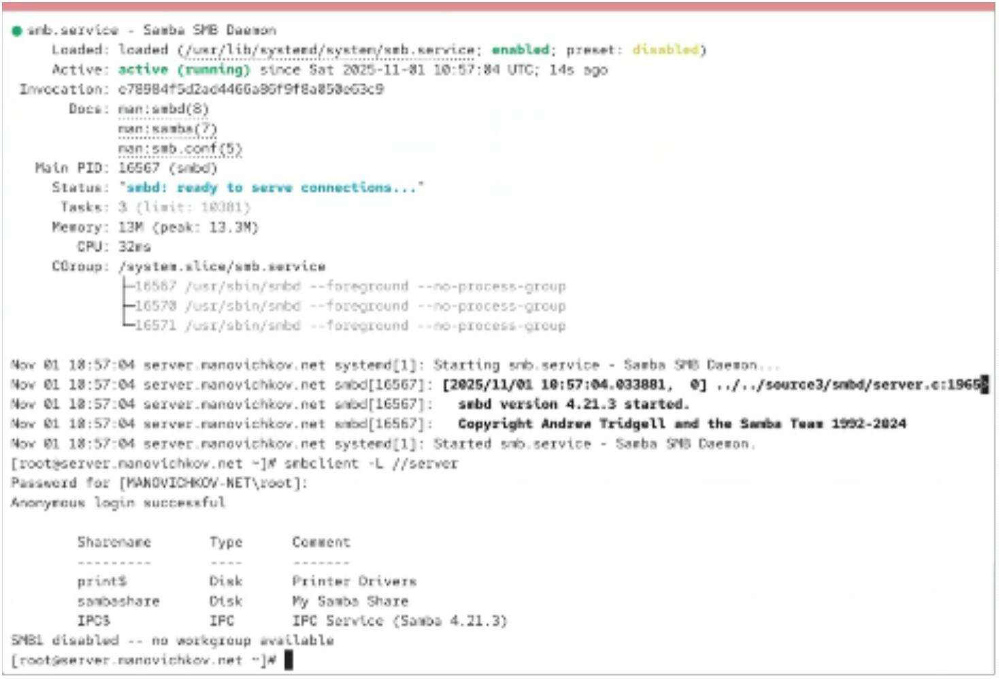 ● smb.service - Samba SMB Daemon
Loaded: loaded (/usr/lib/systemd/system/smb.service; enabled; preset: disabled)
Active: active (running) since Sat 2025-11-01 10:57:04 UTC; 14s ago
Invocation: e78984f5d2ad4466a86f9f8a850e63c9
Docs: man:smbd(8)
man:samba(7)
man:smb.conf(5)
Main PID: 16567 (smbd)
Status: "smbd: ready to serve connections..."
Tasks: 3 (limit: 10381)
Memory: 13M (peak: 13.3M)
CPU: 32ms
CGroup: /system.slice/smb.service
├─16567 /usr/sbin/smbd --foreground --no-process-group
├─16570 /usr/sbin/smbd --foreground --no-process-group
└─16571 /usr/sbin/smbd --foreground --no-process-group
Nov 01 10:57:04 server.manovichkov.net systemd[1]: Starting smb.service - Samba SMB Daemon...
Nov 01 10:57:04 server.manovichkov.net smbd[16567]: [2025/11/01 10:57:04.033881, 0] ../../source3/smbd/server.c:1965>
Nov 01 10:57:04 server.manovichkov.net smbd[16567]: smbd version 4.21.3 started.
Nov 01 10:57:04 server.manovichkov.net smbd[16567]: Copyright Andrew Tridgell and the Samba Team 1992-2024
Nov 01 10:57:04 server.manovichkov.net systemd[1]: Started smb.service - Samba SMB Daemon.
[root@server.manovichkov.net ~]# smbclient -L //server
Password for [MANOVICHKOV-NET\root]:
Anonymous login successful
Sharename Type Comment
--------- ---- -------
print$ Disk Printer Drivers
sambashare Disk My Samba Share
IPC$ IPC IPC Service (Samba 4.21.3)
SMB1 disabled -- no workgroup available
[root@server.manovichkov.net ~]#